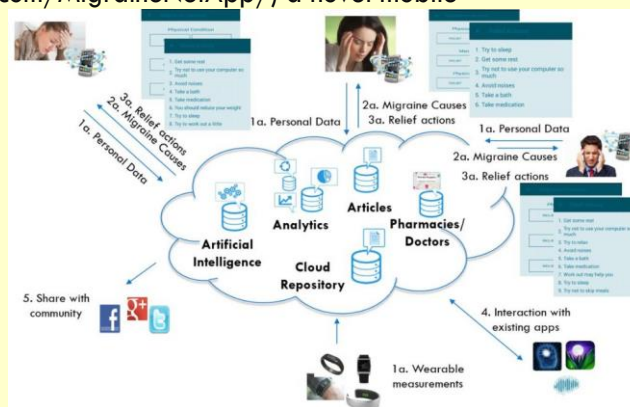 com/MigraineNetApp/) a novel mobile
Physical Condition
1. Get some rest
2. Try not to use your computer so
much
3. Avoid noises
4. Take a bath
5. Take medication
6. You should reduce your weight
7. Try to sleep
8. Try to work out a little
1. Try to sleep
2. Get some rest
3. Try not to use your computer so
much
4. Avoid noises
5. Take a bath
6. Take medication
3a. Relief actions
2a. Migraine Causes
1a. Personal Data
1a. Personal Data
2a. Migraine Causes
3a. Relief actions
1a. Personal Data
2a. Migraine Causes
3a. Relief actions
Artificial
Intelligence
Analytics
Articles
Pharmacies/
Doctors
Cloud
Repository
1. Get some rest
2. Try not to use your computer so
much
3. Try to relax
4. Avoid noises
5. Take a bath
6. Take medication
7. Work out may help you
8. Try to sleep
9. Try not to skip meals
5. Share with
community
f
g+
t
4. Interaction with
existing apps
1a. Wearable
measurements